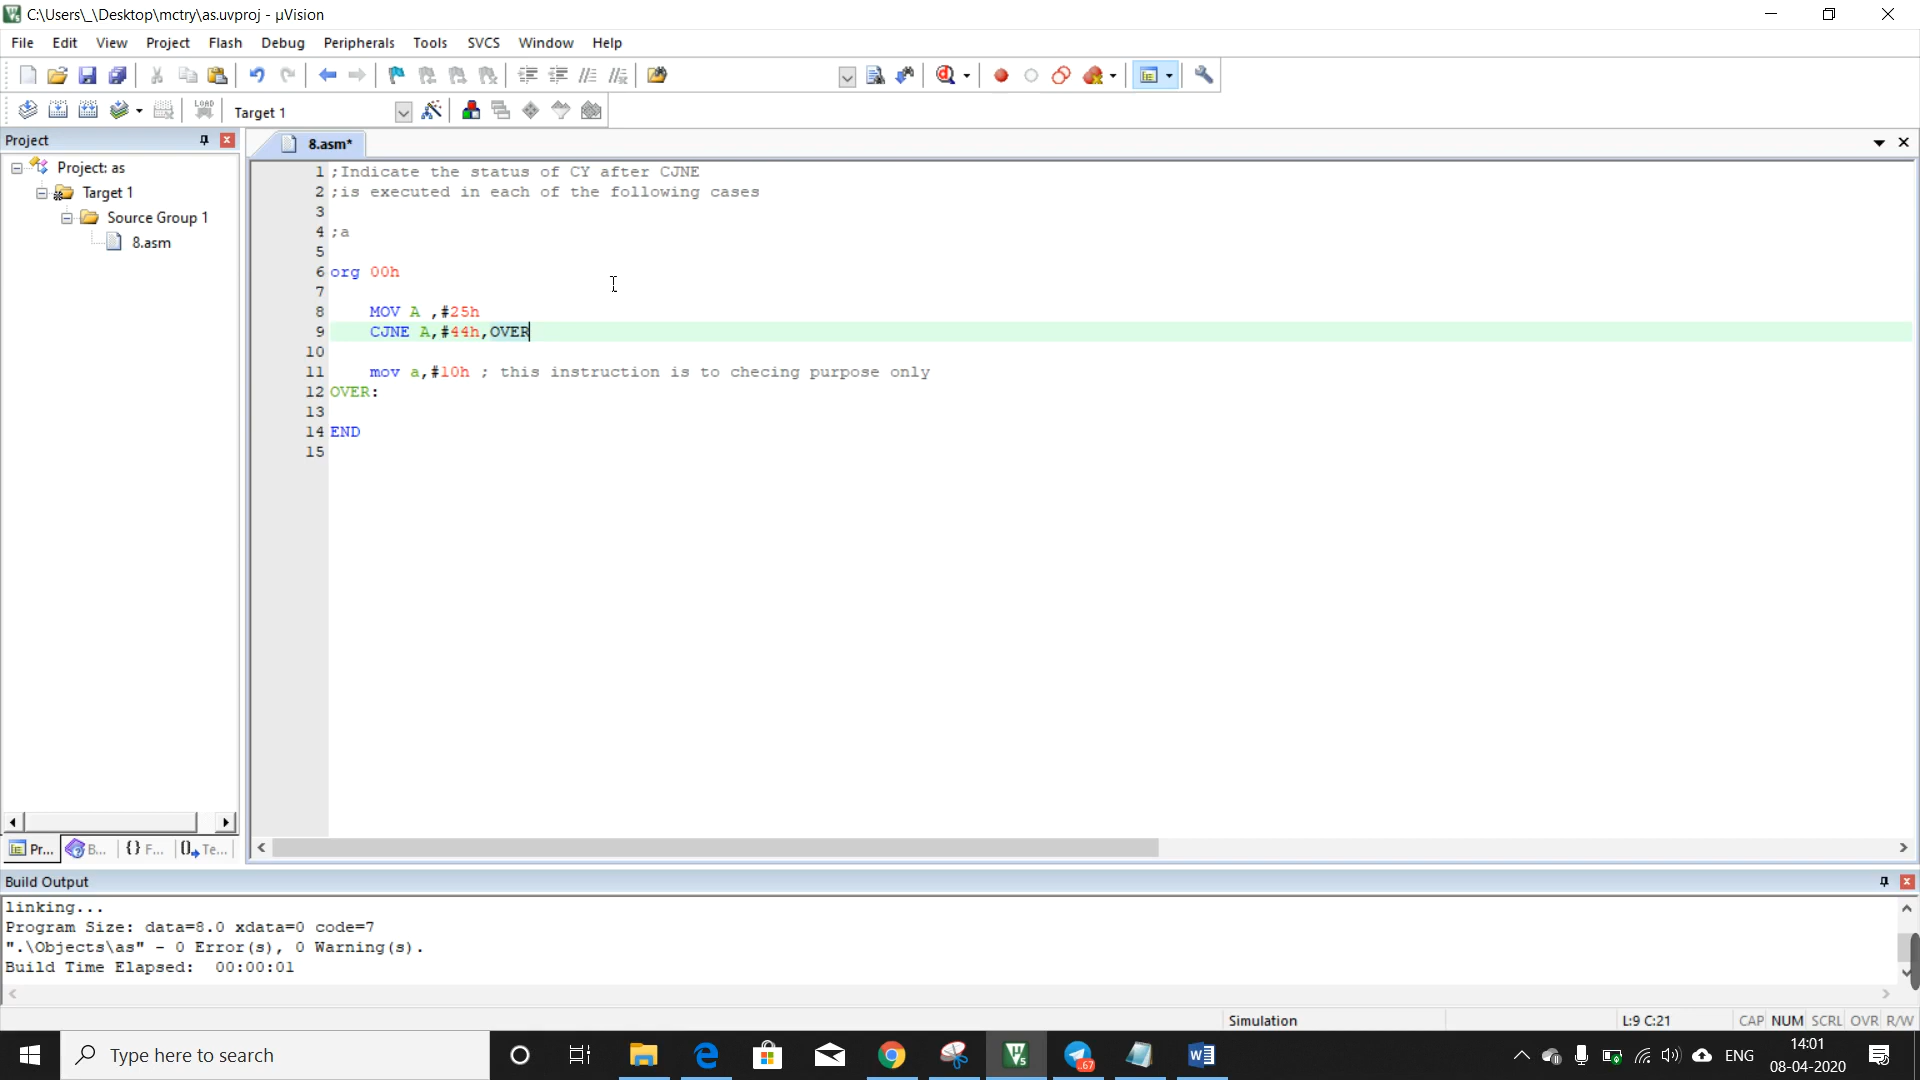 C:\Users\_\Desktop\mctry\as.uvproj - µVision
File Edit View Project Flash Debug Peripherals Tools SVCS Window Help
LOAD Target 1
Project
8.asm*
Project: as
Target 1
Source Group 1
8.asm
1 ;Indicate the status of CY after CJNE
2 ;is executed in each of the following cases
3
4 ;a
5
6 org 00h
7
8 MOV A ,#25h
9 CJNE A,#44h,OVER
10
11 mov a,#10h ; this instruction is to checing purpose only
12 OVER:
13
14 END
15
Pr... B... {} F... Te...
Build Output
linking...
Program Size: data=8.0 xdata=0 code=7
".\Objects\as" - 0 Error(s), 0 Warning(s).
Build Time Elapsed: 00:00:01
Simulation L:9 C:21 CAP NUM SCRL OVR R/W
Type here to search
67
ENG
14:01
08-04-2020